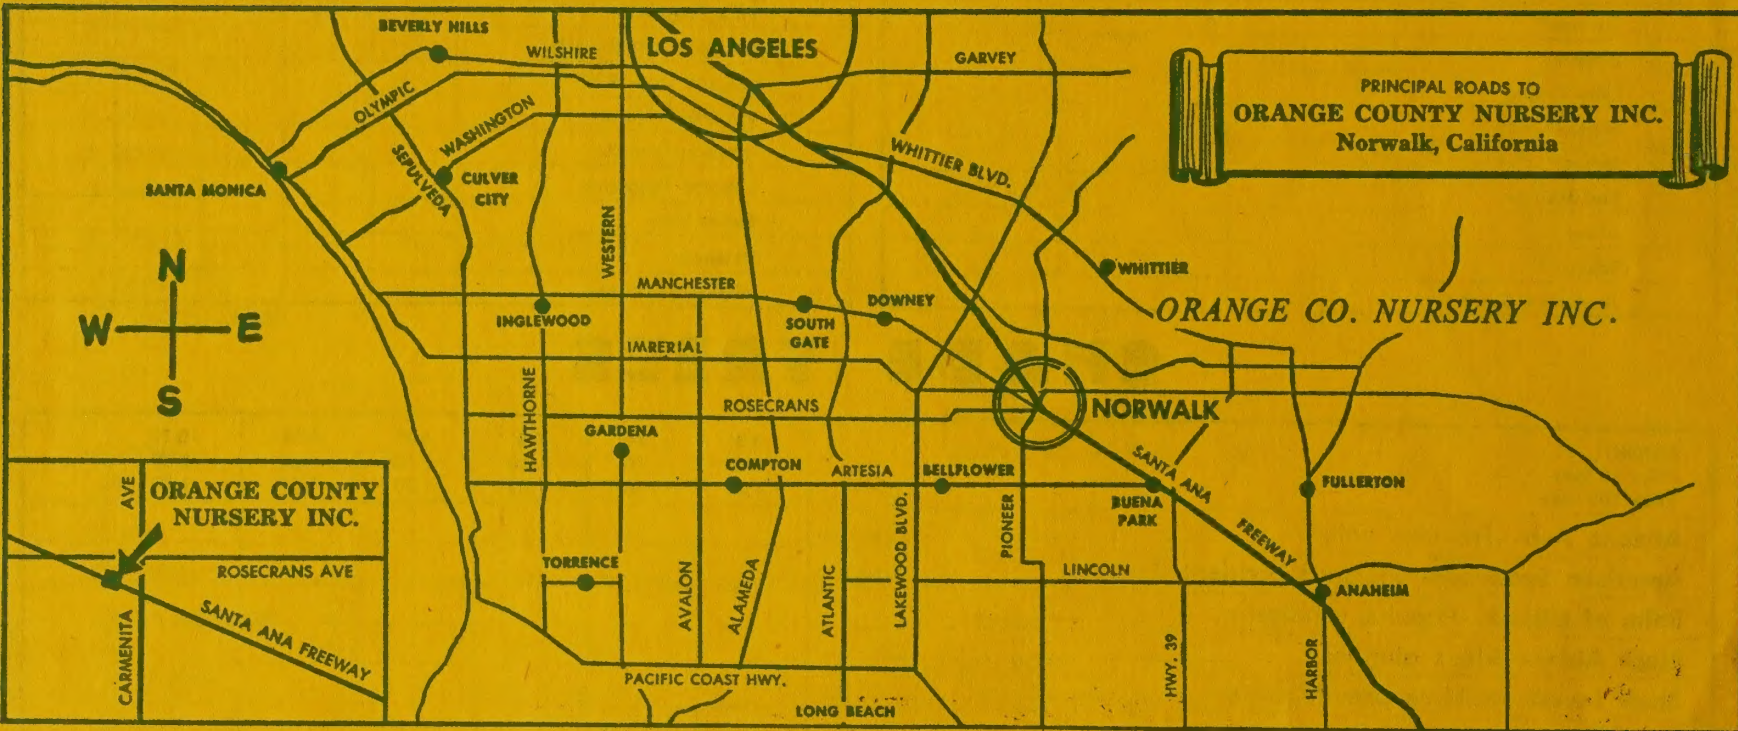 BEVERLY HILLS
WILSHIRE
LOS ANGELES
GARVEY
PRINCIPAL ROADS TO
ORANGE COUNTY NURSERY INC.
Norwalk, California
OLYMPIC
WASHINGTON
SEPULVEDA
CULVER
CITY
SANTA MONICA
WHITTIER BLVD.
WESTERN
N
W E
S
MANCHESTER
WHITTIER
INGLEWOOD
SOUTH
GATE
DOWNEY
ORANGE CO. NURSERY INC.
IMRERIAL
HAWTHORNE
ROSECRANS
NORWALK
GARDENA
COMPTON
ARTESIA
BELLFLOWER
SANTA ANA
FREEWAY
BUENA
PARK
FULLERTON
AVE
ORANGE COUNTY
NURSERY INC.
ROSECRANS AVE
SANTA ANA FREEWAY
CARMENITA
TORRENCE
AVALON
ALAMEDA
ATLANTIC
LAKEWOOD BLVD.
PIONEER
LINCOLN
ANAHEIM
HWY. 39
HARBOR
PACIFIC COAST HWY.
LONG BEACH